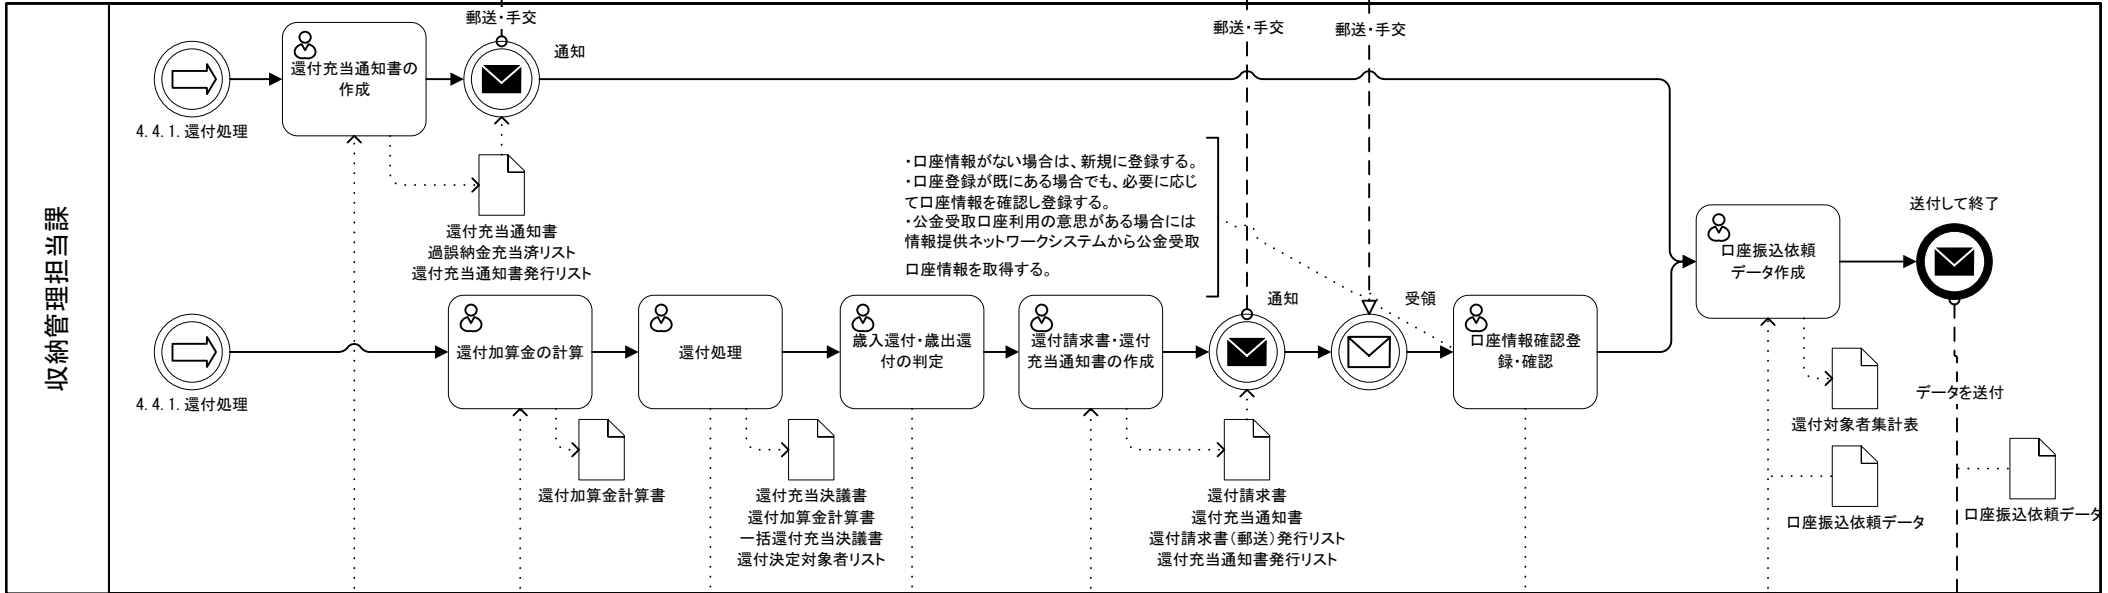 収納管理担当課
郵送・手交
通知
還付充当通知書の
作成
4.4.1.還付処理
還付充当通知書
過誤納金充当済リスト
還付充当通知書発行リスト
郵送・手交
郵送・手交
・口座情報がない場合は、新規に登録する。
・口座登録が既にある場合でも、必要に応じ
て口座情報を確認し登録する。
・公金受取口座利用の意思がある場合には
情報提供ネットワークシステムから公金受取
口座情報を取得する。
4.4.1.還付処理
還付加算金の計算
還付加算金計算書
還付処理
還付充当決議書
還付加算金計算書
一括還付充当決議書
還付決定対象者リスト
歳入還付・歳出還
付の判定
還付請求書・還付
充当通知書の作成
通知
還付請求書
還付充当通知書
還付請求書(郵送)発行リスト
還付充当通知書発行リスト
受領
口座情報確認登
録・確認
口座振込依頼
データ作成
還付対象者集計表
口座振込依頼データ
送付して終了
データを送付
口座振込依頼データ